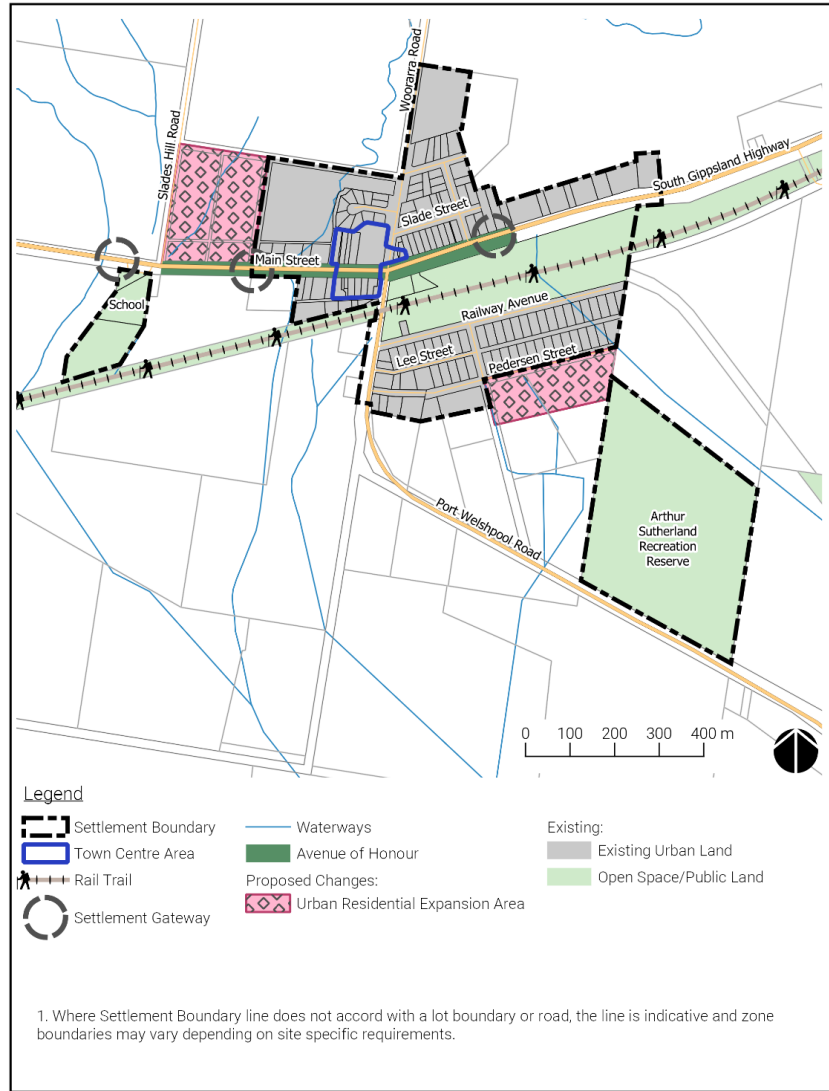 Woorarra Road
Slades Hill Road
South Gippsland Highway
Slade Street
Main Street
School
Railway Avenue
Lee Street
Pedersen Street
Port Welshpool Road
Arthur
Sutherland
Recreation
Reserve
0 100 200 300 400 m
Legend
Settlement Boundary
Town Centre Area
Rail Trail
Settlement Gateway
Waterways
Avenue of Honour
Proposed Changes:
Urban Residential Expansion Area
Existing:
Existing Urban Land
Open Space/Public Land
1. Where Settlement Boundary line does not accord with a lot boundary or road, the line is indicative and zone
boundaries may vary depending on site specific requirements.